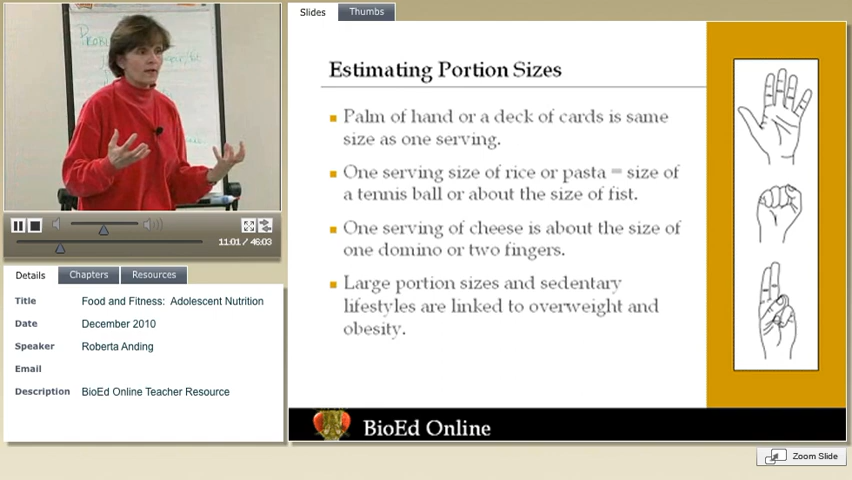 Slides
Thumbs
Estimating Portion Sizes
Palm of hand or a deck of cards is same
size as one serving.
One serving size of rice or pasta = size of
a tennis ball or about the size of fist.
One serving of cheese is about the size of
one domino or two fingers.
Large portion sizes and sedentary
lifestyles are linked to overweight and
obesity.
BioEd Online
Zoom Slide
11:01 / 46:03
Details
Chapters
Resources
Title Food and Fitness: Adolescent Nutrition
Date December 2010
Speaker Roberta Anding
Email
Description BioEd Online Teacher Resource